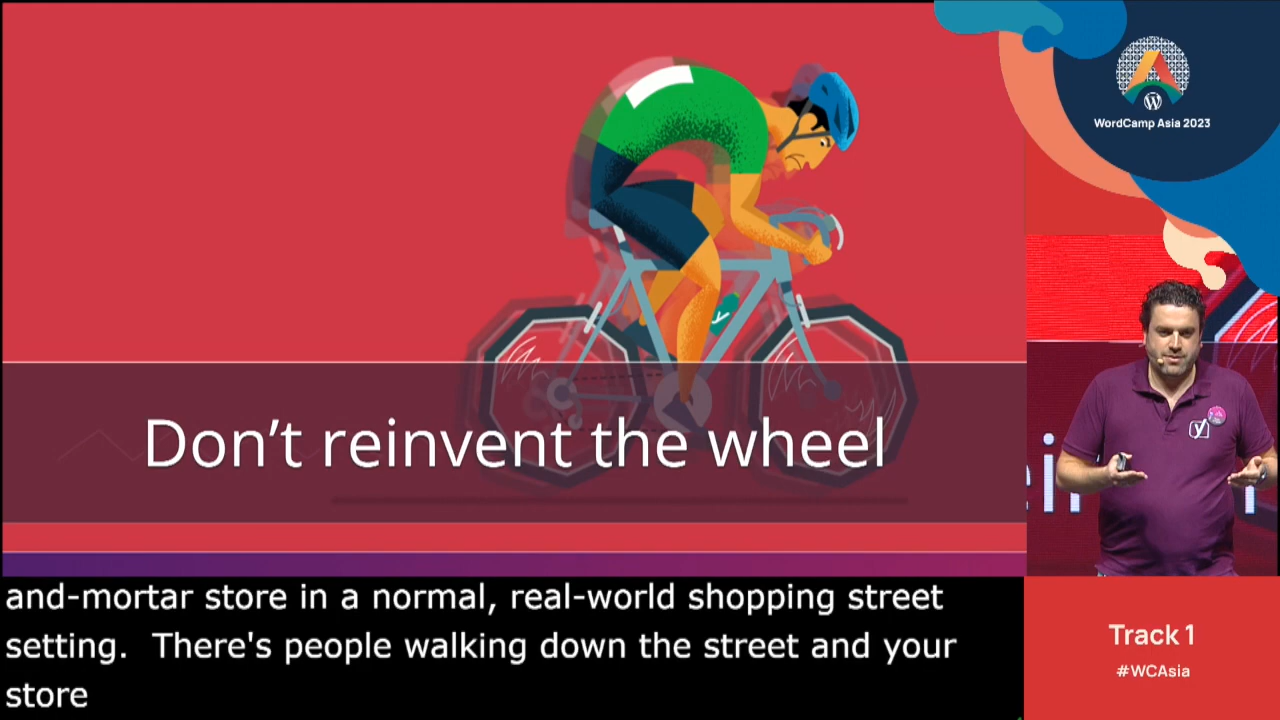 WordCamp Asia 2023
Don't reinvent the wheel
and-mortar store in a normal, real-world shopping street
setting.  There's people walking down the street and your
store
Track 1
#WCAsia